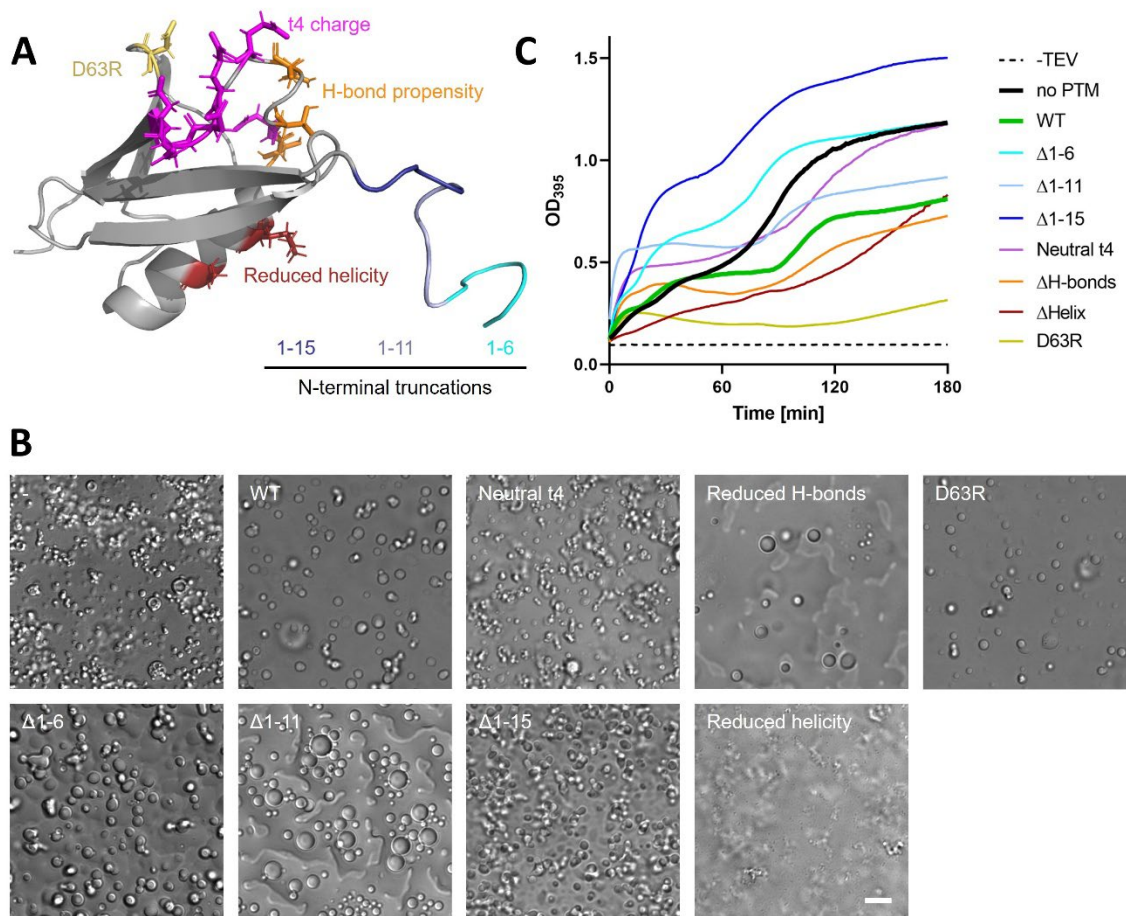 A
t4 charge
D63R
H-bond propensity
Reduced helicity
1-15 1-11 1-6
N-terminal truncations
C
OD395
1.5
1.0
0.5
0.0
0 60 120 180
Time [min]
-TEV
no PTM
WT
Δ1-6
Δ1-11
Δ1-15
Neutral t4
ΔH-bonds
ΔHelix
D63R
B
-
WT
Neutral t4
Reduced H-bonds
D63R
Δ1-6
Δ1-11
Δ1-15
Reduced helicity